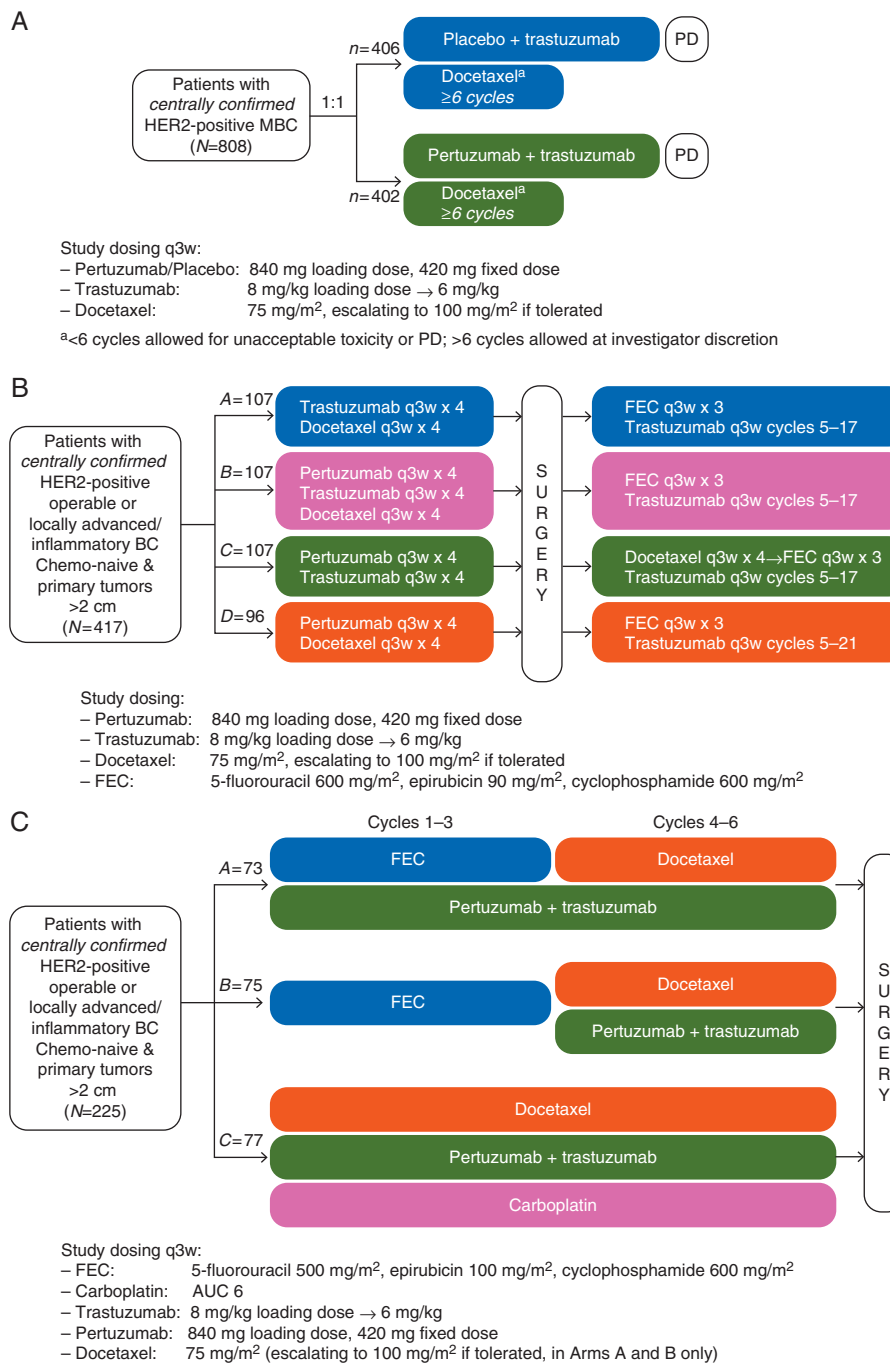 A
Patients with
centrally confirmed
HER2-positive MBC
(N=808)
1:1
n=406
Placebo + trastuzumab
PD
Docetaxelᵃ
≥6 cycles
Pertuzumab + trastuzumab
PD
n=402
Docetaxelᵃ
≥6 cycles
Study dosing q3w:
– Pertuzumab/Placebo: 840 mg loading dose, 420 mg fixed dose
– Trastuzumab: 8 mg/kg loading dose → 6 mg/kg
– Docetaxel: 75 mg/m², escalating to 100 mg/m² if tolerated
ᵃ<6 cycles allowed for unacceptable toxicity or PD; >6 cycles allowed at investigator discretion
B
Patients with
centrally confirmed
HER2-positive
operable or
locally advanced/
inflammatory BC
Chemo-naive &
primary tumors
>2 cm
(N=417)
A=107
Trastuzumab q3w x 4
Docetaxel q3w x 4
B=107
Pertuzumab q3w x 4
Trastuzumab q3w x 4
Docetaxel q3w x 4
C=107
Pertuzumab q3w x 4
Trastuzumab q3w x 4
D=96
Pertuzumab q3w x 4
Docetaxel q3w x 4
SURGERY
FEC q3w x 3
Trastuzumab q3w cycles 5–17
FEC q3w x 3
Trastuzumab q3w cycles 5–17
Docetaxel q3w x 4→FEC q3w x 3
Trastuzumab q3w cycles 5–17
FEC q3w x 3
Trastuzumab q3w cycles 5–21
Study dosing:
– Pertuzumab: 840 mg loading dose, 420 mg fixed dose
– Trastuzumab: 8 mg/kg loading dose → 6 mg/kg
– Docetaxel: 75 mg/m², escalating to 100 mg/m² if tolerated
– FEC: 5-fluorouracil 600 mg/m², epirubicin 90 mg/m², cyclophosphamide 600 mg/m²
C
Cycles 1–3
Cycles 4–6
Patients with
centrally confirmed
HER2-positive
operable or
locally advanced/
inflammatory BC
Chemo-naive &
primary tumors
>2 cm
(N=225)
A=73
FEC
Docetaxel
Pertuzumab + trastuzumab
B=75
FEC
Docetaxel
Pertuzumab + trastuzumab
C=77
Docetaxel
Pertuzumab + trastuzumab
Carboplatin
SURGERY
Study dosing q3w:
– FEC: 5-fluorouracil 500 mg/m², epirubicin 100 mg/m², cyclophosphamide 600 mg/m²
– Carboplatin: AUC 6
– Trastuzumab: 8 mg/kg loading dose → 6 mg/kg
– Pertuzumab: 840 mg loading dose, 420 mg fixed dose
– Docetaxel: 75 mg/m² (escalating to 100 mg/m² if tolerated, in Arms A and B only)